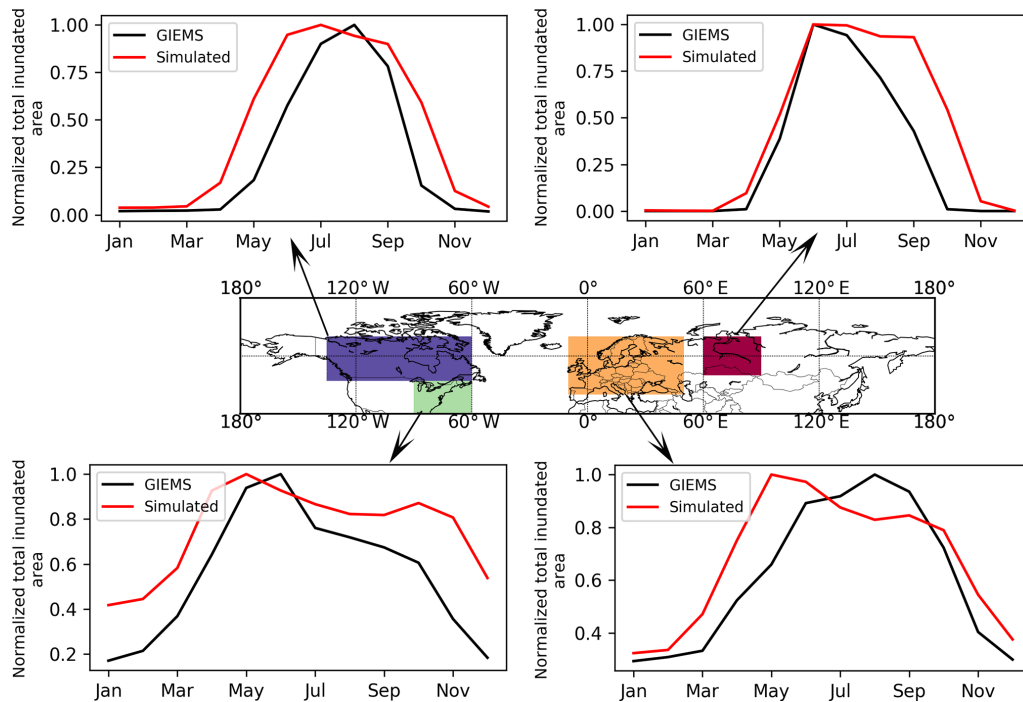 Normalized total inundated
area
1.00
0.75
0.50
0.25
0.00
GIEMS
Simulated
Jan Mar May Jul Sep Nov
Normalized total inundated
area
1.00
0.75
0.50
0.25
0.00
GIEMS
Simulated
Jan Mar May Jul Sep Nov
180° 120° W 60° W 0° 60° E 120° E 180°
180° 120° W 60° W 0° 60° E 120° E 180°
Normalized total inundated
area
1.0
0.8
0.6
0.4
0.2
GIEMS
Simulated
Jan Mar May Jul Sep Nov
Normalized total inundated
area
1.0
0.8
0.6
0.4
GIEMS
Simulated
Jan Mar May Jul Sep Nov